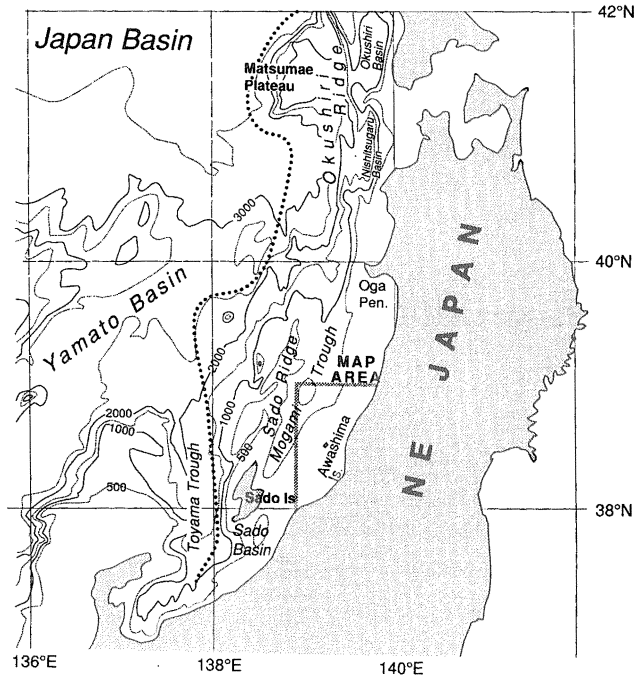 42°N
Japan Basin
Matsumae
Plateau
Okushiri
Ridge
Okushiri
Basin
Nishitsugaru
Basin
3000
40°N
Yamato Basin
Oga
Pen.
NE JAPAN
2000
Sado Ridge
Mogami Trough
MAP
AREA
1000
500
Awashima
Is.
2000
1000
500
Toyama Trough
Sado Is
38°N
Sado
Basin
136°E
138°E
140°E